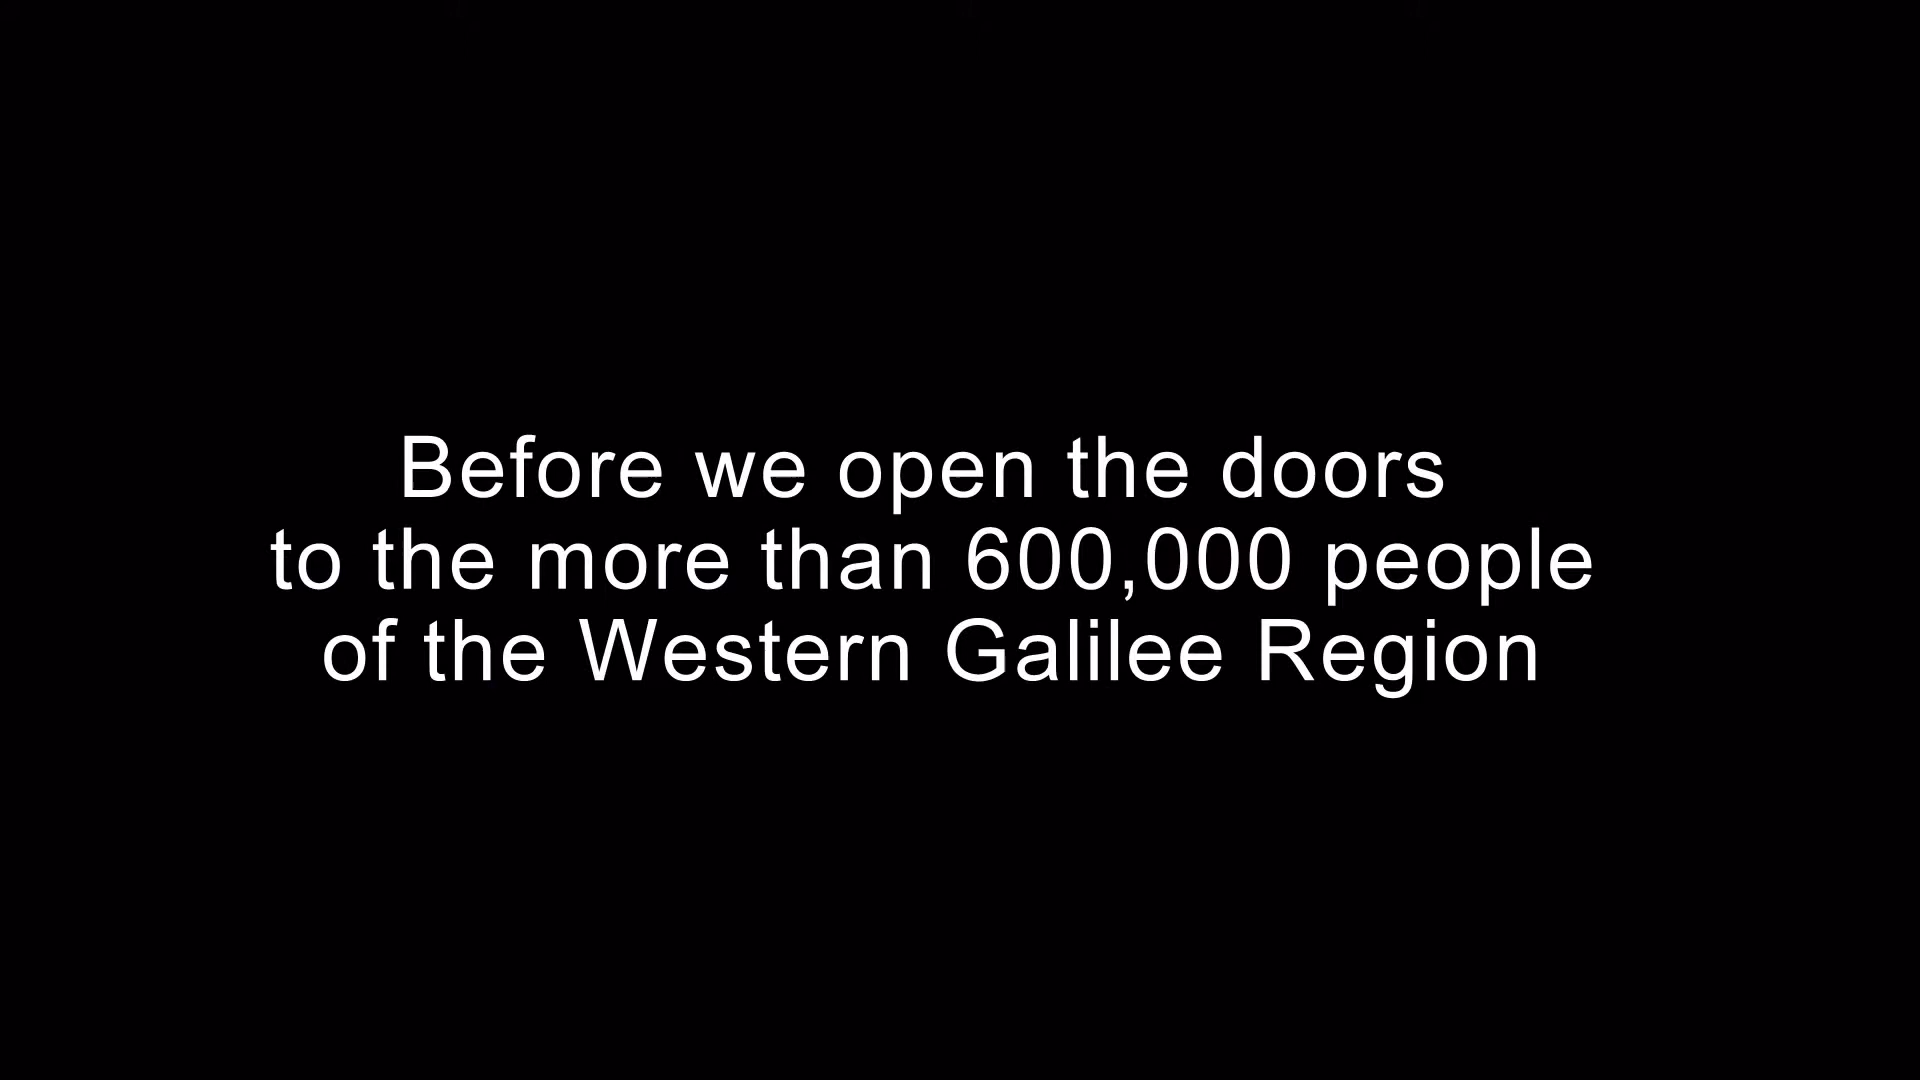 Before we open the doors
to the more than 600,000 people
of the Western Galilee Region